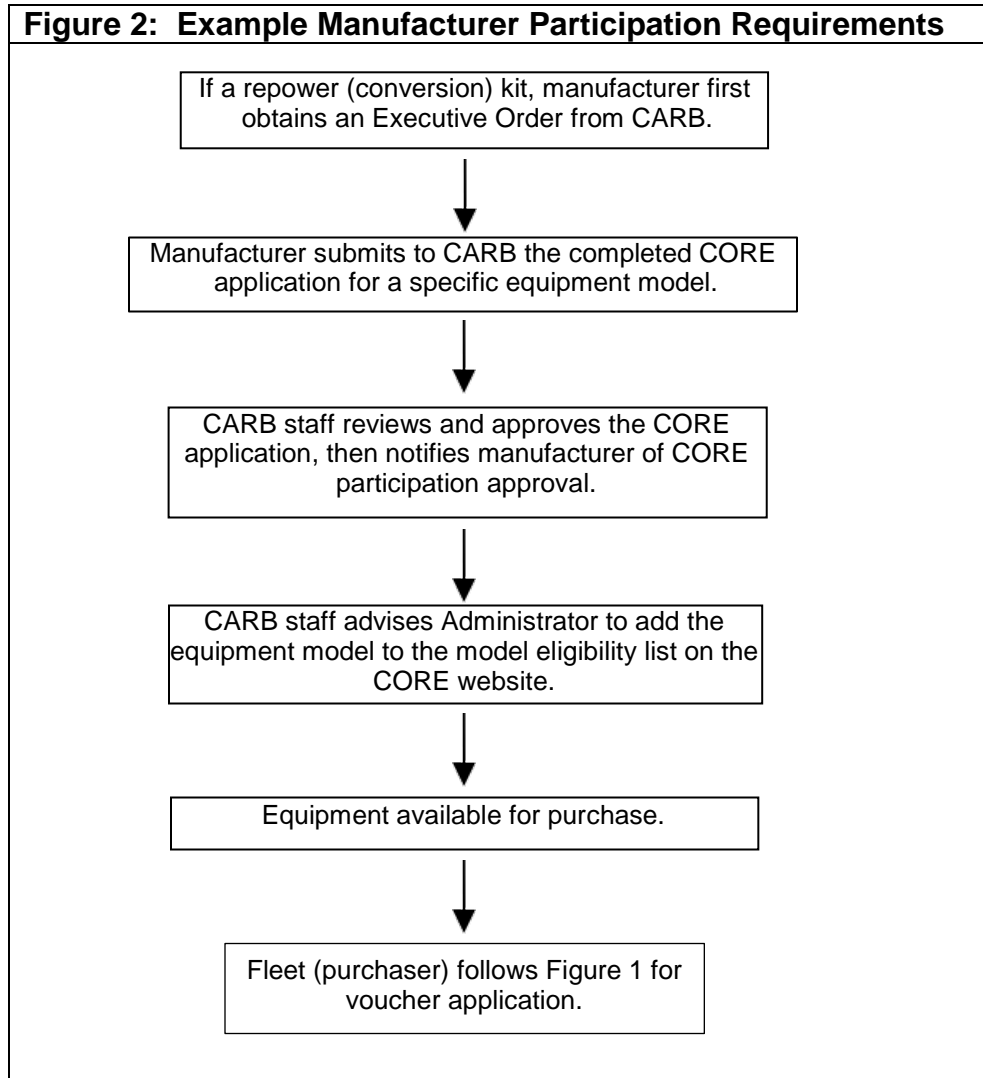 Figure 2: Example Manufacturer Participation Requirements
If a repower (conversion) kit, manufacturer first
obtains an Executive Order from CARB.
Manufacturer submits to CARB the completed CORE
application for a specific equipment model.
CARB staff reviews and approves the CORE
application, then notifies manufacturer of CORE
participation approval.
CARB staff advises Administrator to add the
equipment model to the model eligibility list on the
CORE website.
Equipment available for purchase.
Fleet (purchaser) follows Figure 1 for
voucher application.